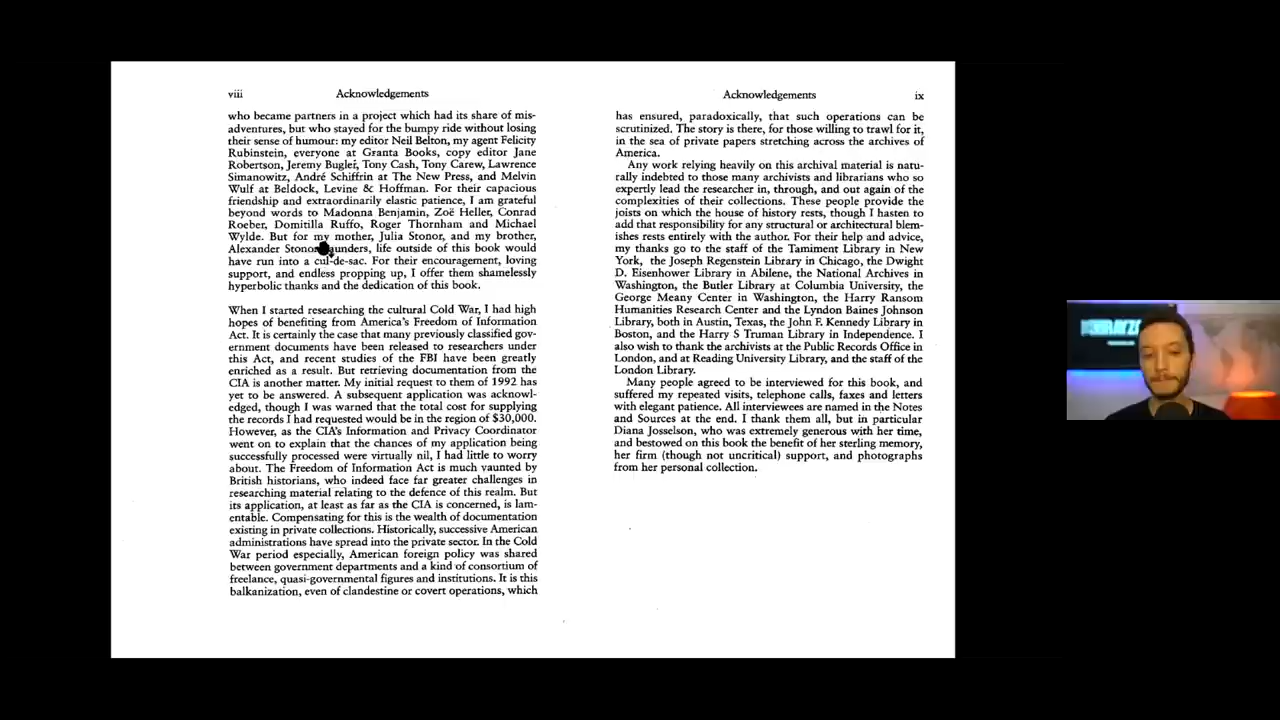 viii
Acknowledgements
who became partners in a project which had its share of mis-
adventures, but who stayed for the bumpy ride without losing
their sense of humour: my editor Neil Belton, my agent Felicity
Rubinstein, everyone at Granta Books, copy editor Jane
Robertson, Jeremy Bugler, Tony Cash, Tony Carew, Lawrence
Simanowitz, André Schiffrin at The New Press, and Melvin
Wulf at Beldock, Levine & Hoffman. For their capacious
friendship and extraordinarily elastic patience, I am grateful
beyond words to Madonna Benjamin, Zoë Heller, Conrad
Roeber, Domitilla Ruffo, Roger Thornham and Michael
Wylde. But for my mother, Julia Stonor, and my brother,
Alexander Stonor Saunders, life outside of this book would
have run into a cul-de-sac. For their encouragement, loving
support, and endless propping up, I offer them shamelessly
hyperbolic thanks and the dedication of this book.
When I started researching the cultural Cold War, I had high
hopes of benefiting from America's Freedom of Information
Act. It is certainly the case that many previously classified gov-
ernment documents have been released to researchers under
this Act, and recent studies of the FBI have been greatly
enriched as a result. But retrieving documentation from the
CIA is another matter. My initial request to them of 1992 has
yet to be answered. A subsequent application was acknowl-
edged, though I was warned that the total cost for supplying
the records I had requested would be in the region of $30,000.
However, as the CIA's Information and Privacy Coordinator
went on to explain that the chances of my application being
successfully processed were virtually nil, I had little to worry
about. The Freedom of Information Act is much vaunted by
British historians, who indeed face far greater challenges in
researching material relating to the defence of this realm. But
its application, at least as far as the CIA is concerned, is lam-
entable. Compensating for this is the wealth of documentation
existing in private collections. Historically, successive American
administrations have spread into the private sector. In the Cold
War period especially, American foreign policy was shared
between government departments and a kind of consortium of
freelance, quasi-governmental figures and institutions. It is this
balkanization, even of clandestine or covert operations, which
Acknowledgements
ix
has ensured, paradoxically, that such operations can be
scrutinized. The story is there, for those willing to trawl for it,
in the sea of private papers stretching across the archives of
America.
Any work relying heavily on this archival material is natu-
rally indebted to those many archivists and librarians who so
expertly lead the researcher in, through, and out again of the
complexities of their collections. These people provide the
joists on which the house of history rests, though I hasten to
add that responsibility for any structural or architectural blem-
ishes rests entirely with the author. For their help and advice,
my thanks go to the staff of the Tamiment Library in New
York, the Joseph Regenstein Library in Chicago, the Dwight
D. Eisenhower Library in Abilene, the National Archives in
Washington, the Butler Library at Columbia University, the
George Meany Center in Washington, the Harry Ransom
Humanities Research Center and the Lyndon Baines Johnson
Library, both in Austin, Texas, the John F. Kennedy Library in
Boston, and the Harry S Truman Library in Independence. I
also wish to thank the archivists at the Public Records Office in
London, and at Reading University Library, and the staff of the
London Library.
Many people agreed to be interviewed for this book, and
suffered my repeated visits, telephone calls, faxes and letters
with elegant patience. All interviewees are named in the Notes
and Sources at the end. I thank them all, but in particular
Diana Josselson, who was extremely generous with her time,
and bestowed on this book the benefit of her sterling memory,
her firm (though not uncritical) support, and photographs
from her personal collection.